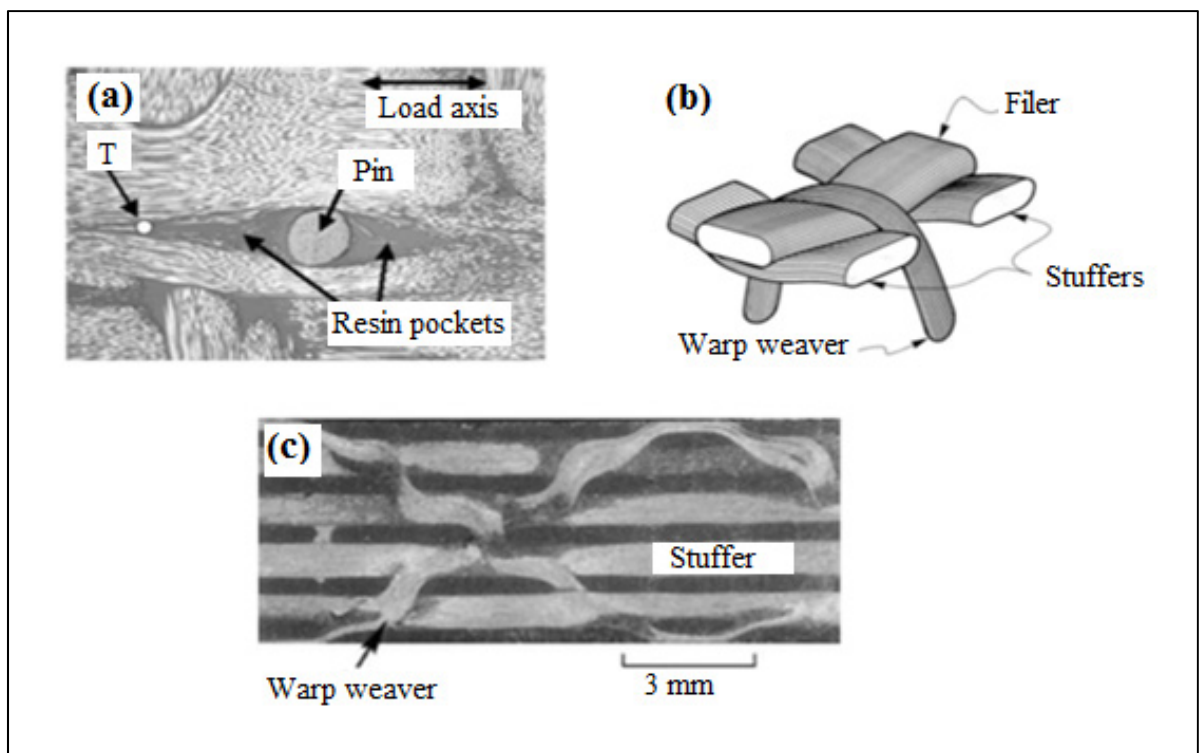 (a)
Load axis
T
Pin
Resin pockets
(b)
Filer
Stuffers
Warp weaver
(c)
Stuffer
Warp weaver
3 mm